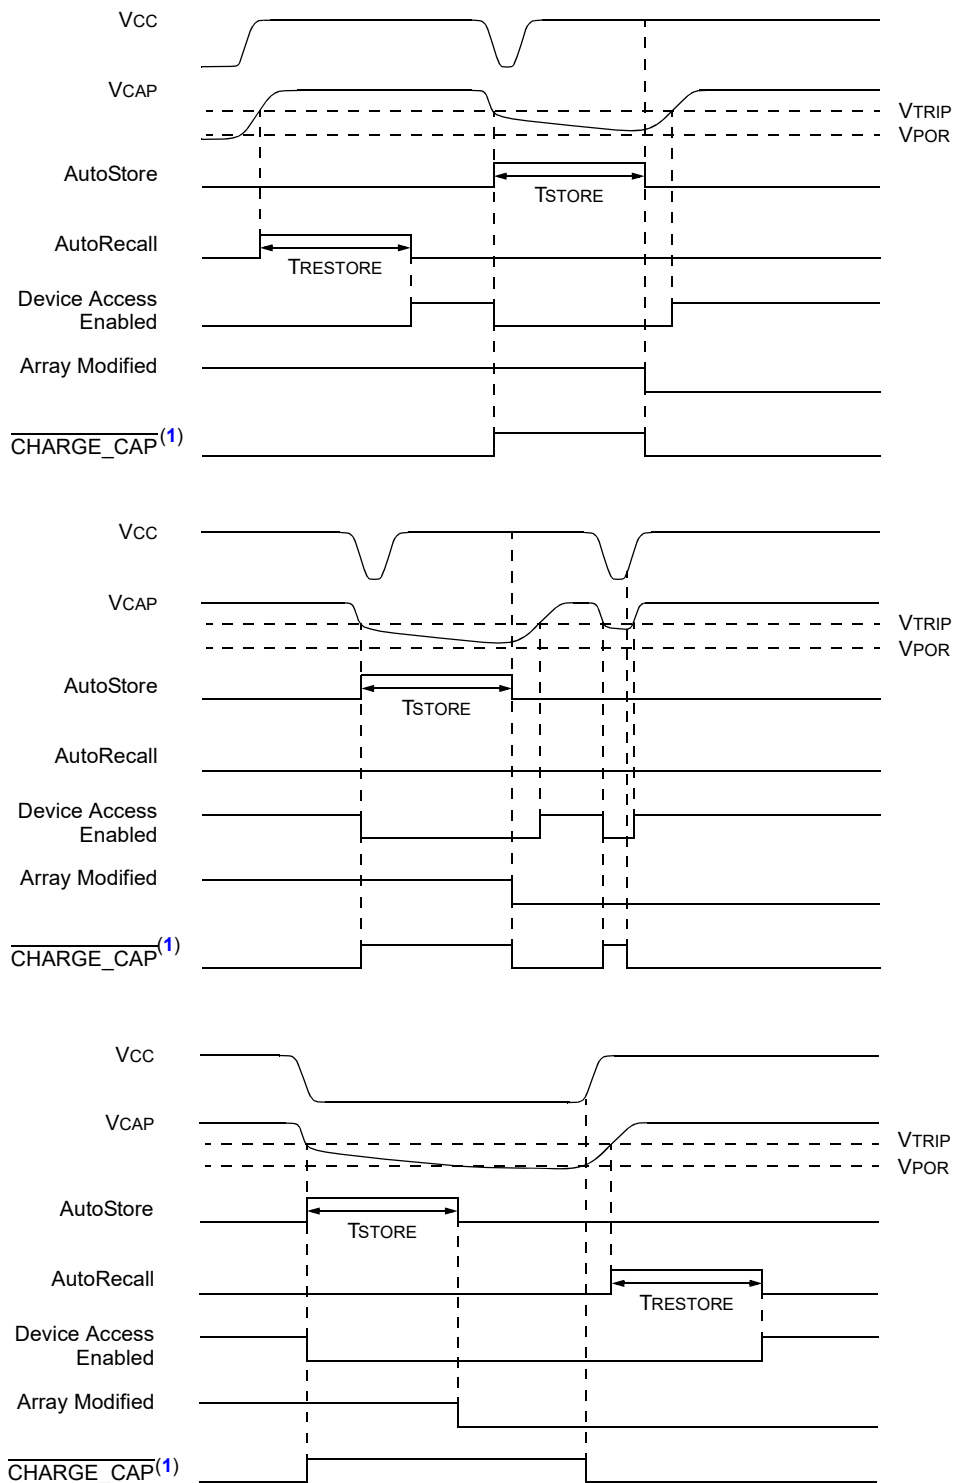 VCC
VCAP
VTRIP
VPOR
AutoStore
TSTORE
AutoRecall
TRESTORE
Device Access
Enabled
Array Modified
CHARGE_CAP(1)
VCC
VCAP
VTRIP
VPOR
AutoStore
TSTORE
AutoRecall
Device Access
Enabled
Array Modified
CHARGE_CAP(1)
VCC
VCAP
VTRIP
VPOR
AutoStore
TSTORE
AutoRecall
TRESTORE
Device Access
Enabled
Array Modified
CHARGE_CAP(1)